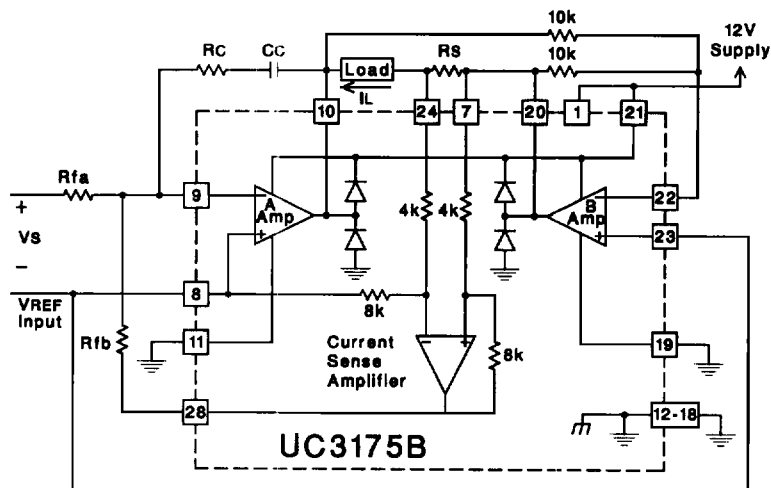 10k
12V
Supply
RC
CC
RS
10k
Load
IL
10
24
7
20
1
21
Rfa
9
A
Amp
4k
4k
B
Amp
22
23
+
VS
−
8
VREF
Input
8k
Rfb
11
Current
Sense
Amplifier
8k
19
28
12-18
UC3175B